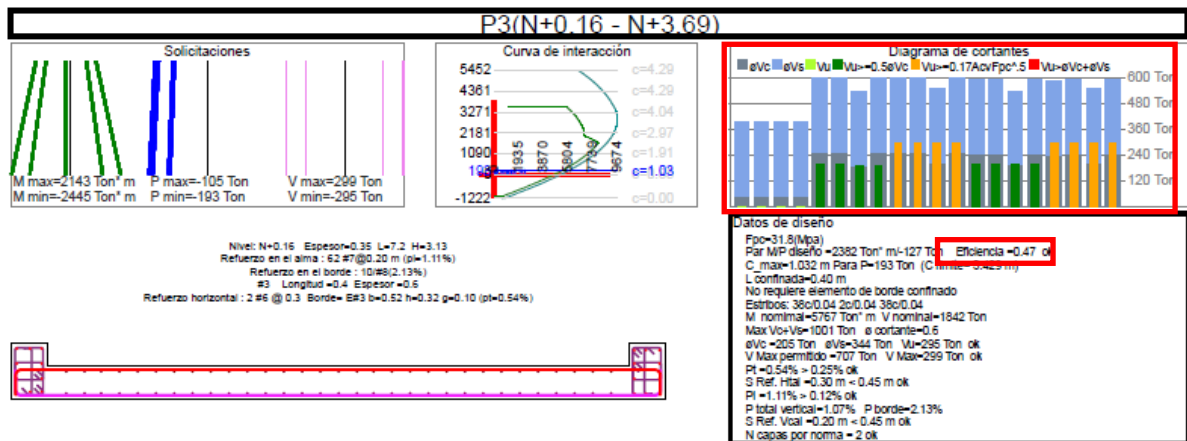 P3(N+0.16 - N+3.69)
Solicitaciones
M max=2143 Ton* m P max=-105 Ton V max=299 Ton
M min=-2445 Ton* m P min=-193 Ton V min=-295 Ton
Curva de interacción
5452 c=4.29
4361 c=4.29
3271 c=4.04
2181 c=2.97
1090 c=1.91
c=1.03
-1222 c=0.00
1935 3870 5804 7739 9674
Diagrama de cortantes
øVc øVs Vu Vu>=0.5øVc Vu>=0.17AcvFpc^.5 Vu>øVc+øVs
600 Ton
480 Ton
360 Ton
240 Ton
120 Ton
Nivel: N+0.16 Espesor=0.35 L=7.2 H=3.13
Refuerzo en el alma : 62 #7@0.20 m (pl=1.11%)
Refuerzo en el borde : 10/#8(2.13%)
#3 Longitud =0.4 Espesor =0.6
Refuerzo horizontal : 2 #6 @ 0.3 Borde= E#3 b=0.52 h=0.32 g=0.10 (pt=0.54%)
Datos de diseño
Fpc=31.8(Mpa)
Par M/P diseño =2382 Ton* m/-127 Ton Eficiencia =0.47 ok
C_max=1.032 m Para P=193 Ton (C limite= 3.429 m)
L confinada=0.40 m
No requiere elemento de borde confinado
Estribos: 38c/0.04 2c/0.04 38c/0.04
M nomimal=5767 Ton* m V nominal=1842 Ton
Max Vc+Vs=1001 Ton ø cortante=0.6
øVc =205 Ton øVs=344 Ton Vu=295 Ton ok
V Max permitido =707 Ton V Max=299 Ton ok
Pt =0.54% > 0.25% ok
S Ref. Htal =0.30 m < 0.45 m ok
Pl =1.11% > 0.12% ok
P total vertical=1.07% P borde=2.13%
S Ref. Vcal =0.20 m < 0.45 m ok
N capas por norma = 2 ok